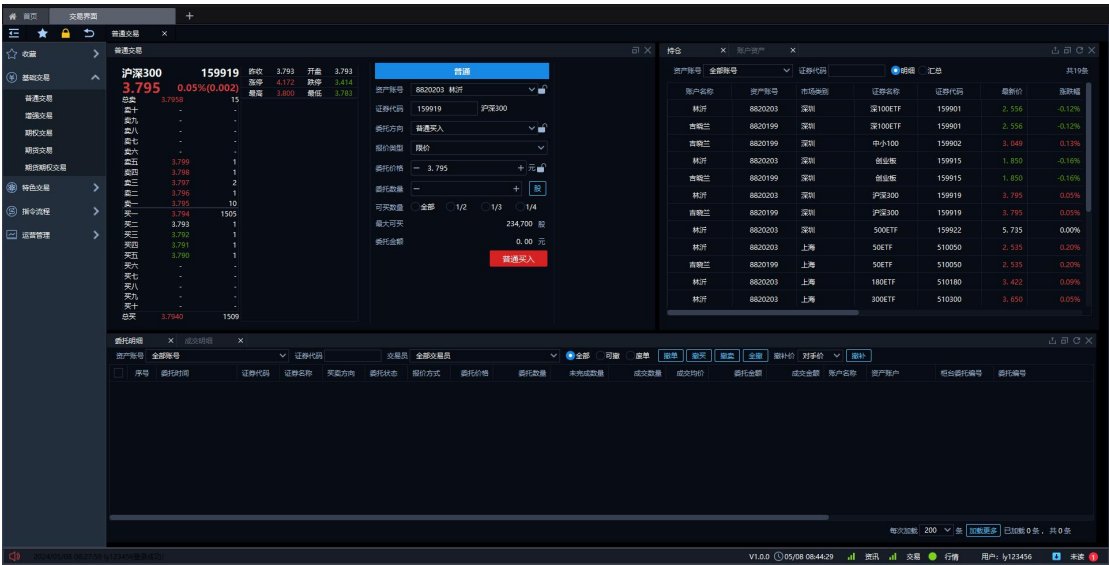 首页 交易界面 +
普通交易 ×
收藏
基础交易
普通交易
增强交易
期权交易
期货交易
期货期权交易
特色交易
指令流程
运营管理
普通交易
沪深300 159919
3.795 0.05%(0.002)
昨收 3.793 开盘 3.793
涨停 4.172 跌停 3.414
最高 3.800 最低 3.783
总卖 3.7958 15
卖十 - -
卖九 - -
卖八 - -
卖七 - -
卖六 - -
卖五 3.799 1
卖四 3.798 1
卖三 3.797 2
卖二 3.796 1
卖一 3.795 10
买一 3.794 1505
买二 3.793 1
买三 3.792 1
买四 3.791 1
买五 3.790 1
买六 - -
买七 - -
买八 - -
买九 - -
买十 - -
总买 3.7940 1509
普通
资产账号 8820203 林沂
证券代码 159919 沪深300
委托方向 普通买入
报价类型 限价
委托价格 − 3.795 + 元
委托数量 − + 股
可买数量 全部 1/2 1/3 1/4
最大可买 234,700 股
委托金额 0.00 元
普通买入
持仓 × 账户资产 ×
资产账号 全部账号 证券代码 明细 汇总 共19条
账户名称 资产账号 市场类别 证券名称 证券代码 最新价 涨跌幅
林沂 8820203 深圳 深100ETF 159901 2.556 -0.12%
吉晓兰 8820199 深圳 深100ETF 159901 2.556 -0.12%
吉晓兰 8820199 深圳 中小100 159902 3.049 0.13%
林沂 8820203 深圳 创业板 159915 1.850 -0.16%
吉晓兰 8820199 深圳 创业板 159915 1.850 -0.16%
林沂 8820203 深圳 沪深300 159919 3.795 0.05%
吉晓兰 8820199 深圳 沪深300 159919 3.795 0.05%
林沂 8820203 深圳 500ETF 159922 5.735 0.00%
林沂 8820203 上海 50ETF 510050 2.535 0.20%
吉晓兰 8820199 上海 50ETF 510050 2.535 0.20%
林沂 8820203 上海 180ETF 510180 3.422 0.09%
林沂 8820203 上海 300ETF 510300 3.650 0.05%
委托明细 × 成交明细 ×
资产账号 全部账号 证券代码 交易员 全部交易员 全部 可撤 废单 撤单 撤买 撤卖 全撤 撤补价 对手价 撤补
序号 委托时间 证券代码 证券名称 买卖方向 委托状态 报价方式 委托价格 委托数量 未完成数量 成交数量 成交均价 委托金额 成交金额 账户名称 资产账户 柜台委托编号 委托编号
每次加载 200 条 加载更多 已加载0条，共0条
V1.0.0 05/08 08:44:29 资讯 交易 行情 用户: ly123456 未读 1